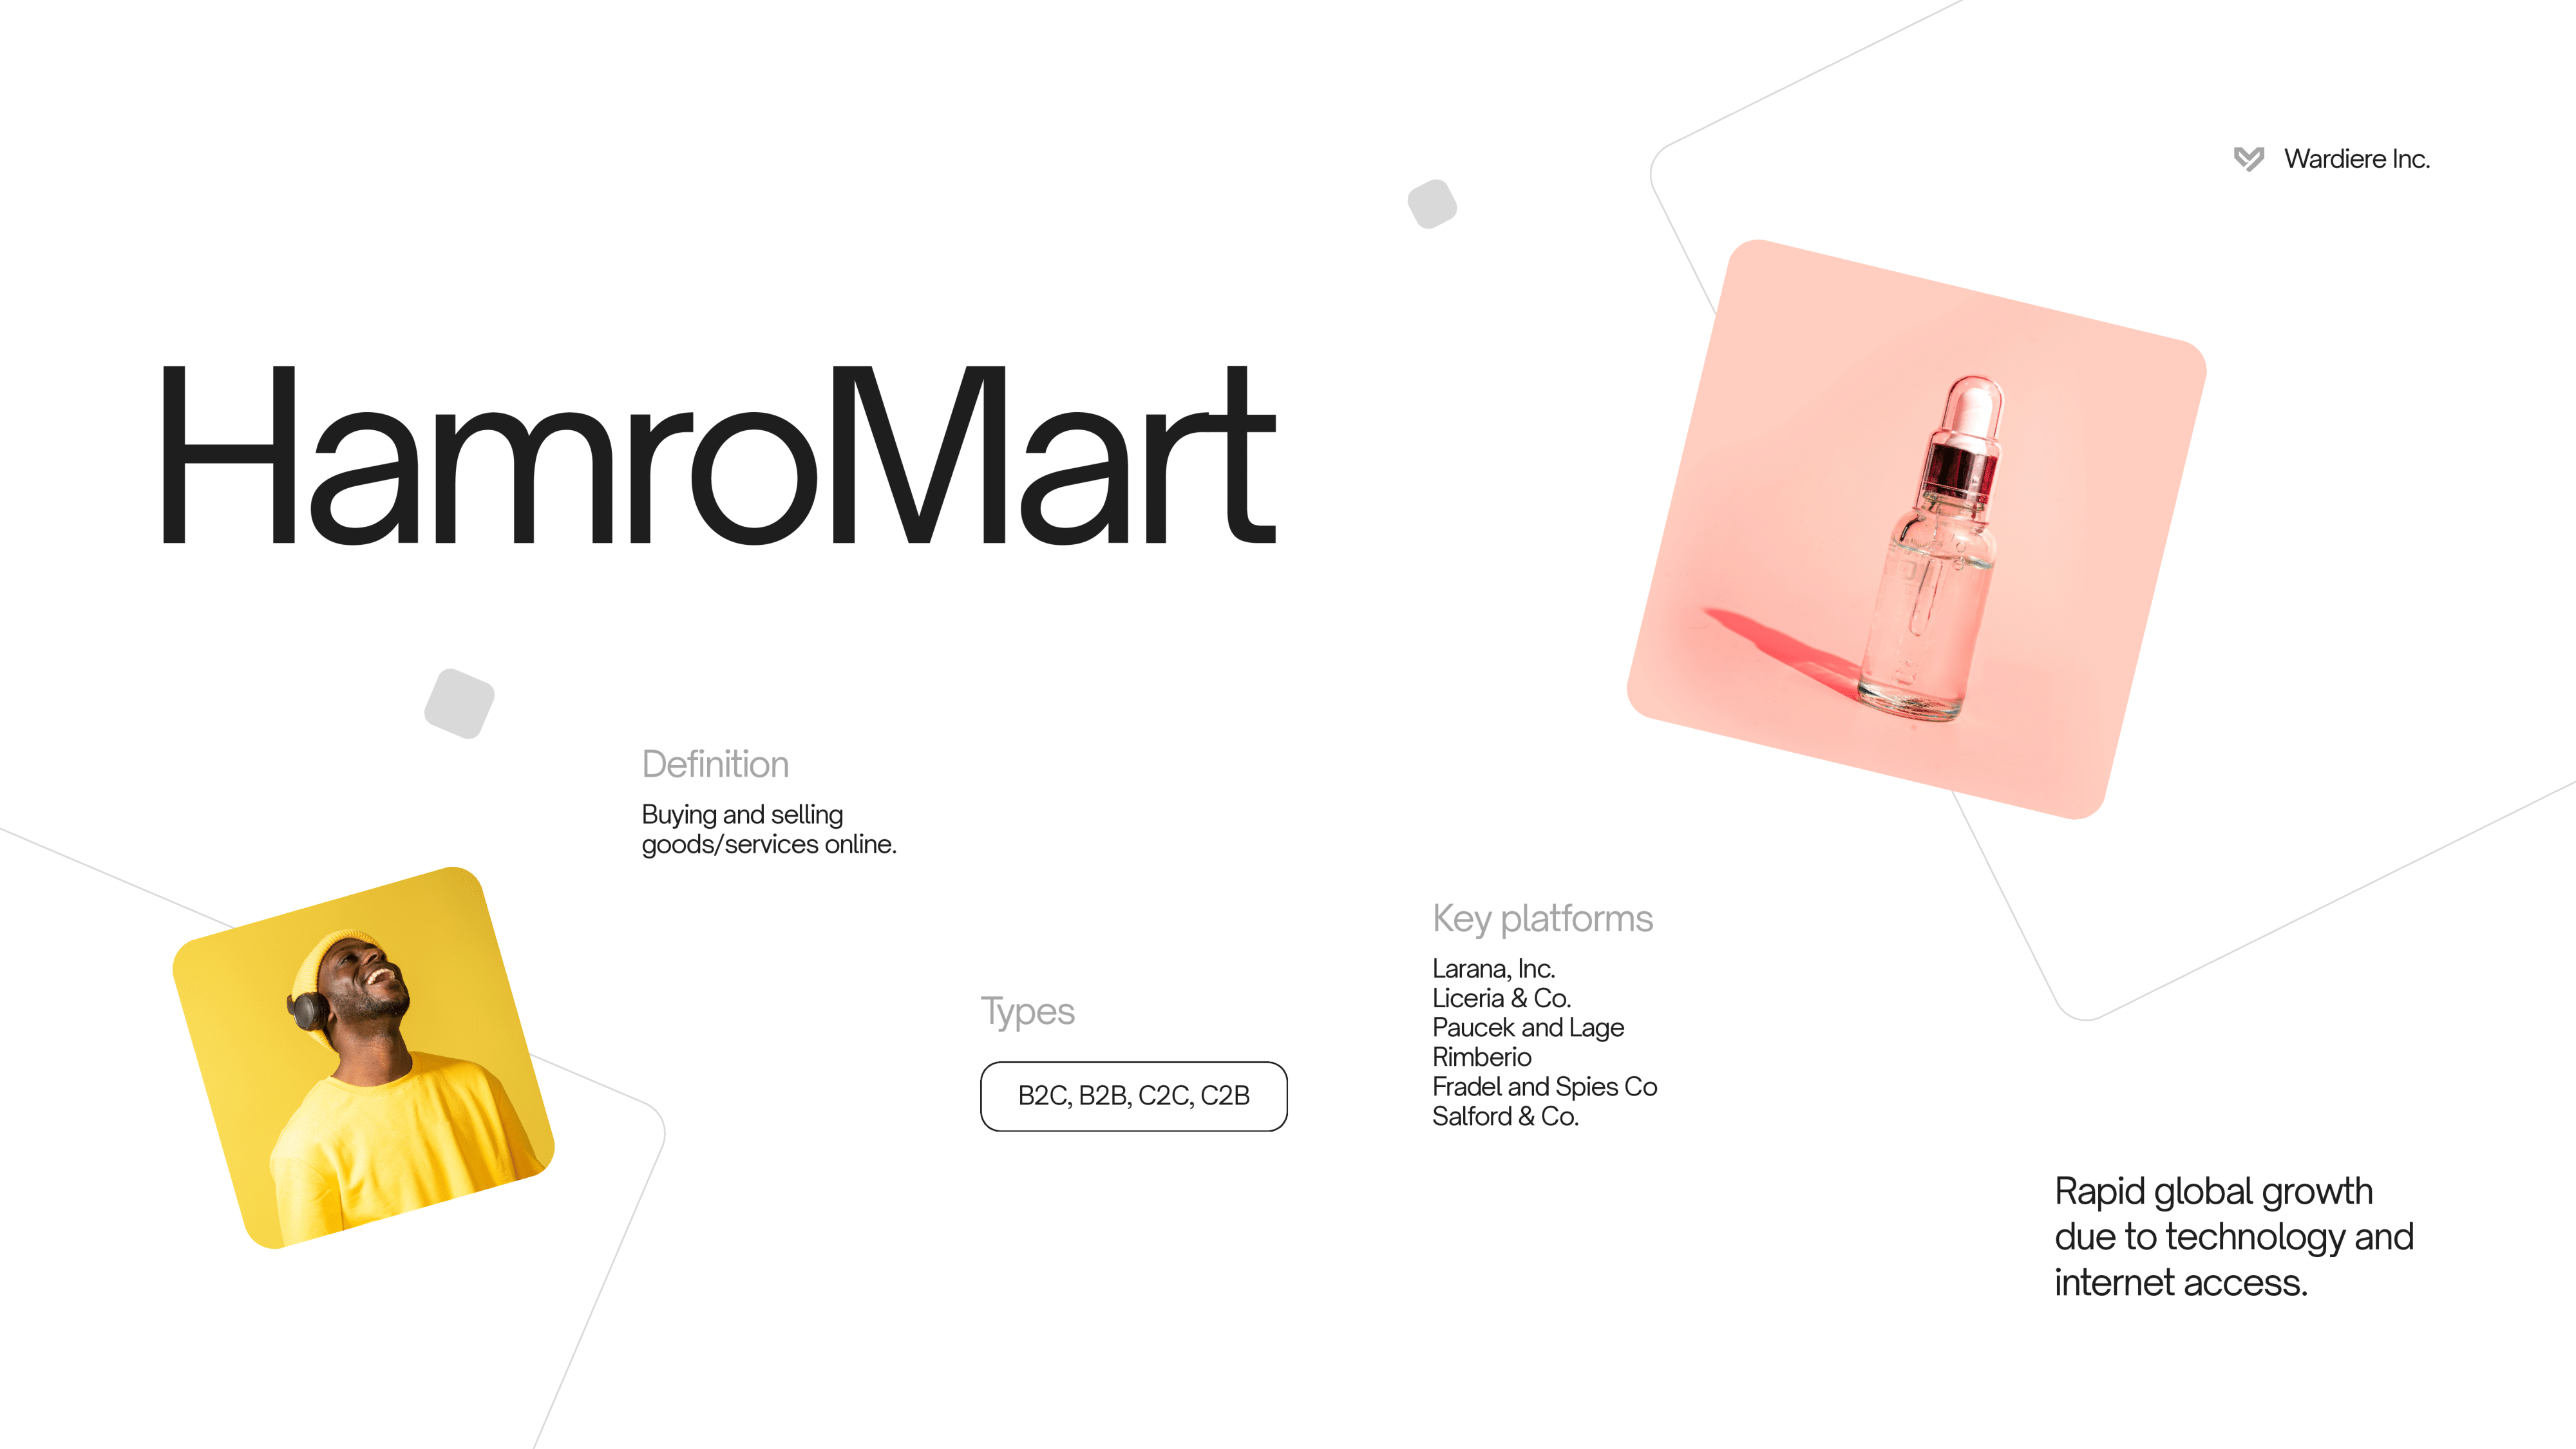 Wardiere Inc.
HamroMart
Definition
Buying and selling
goods/services online.
Types
B2C, B2B, C2C, C2B
Key platforms
Larana, Inc.
Liceria & Co.
Paucek and Lage
Rimberio
Fradel and Spies Co
Salford & Co.
Rapid global growth
due to technology and
internet access.